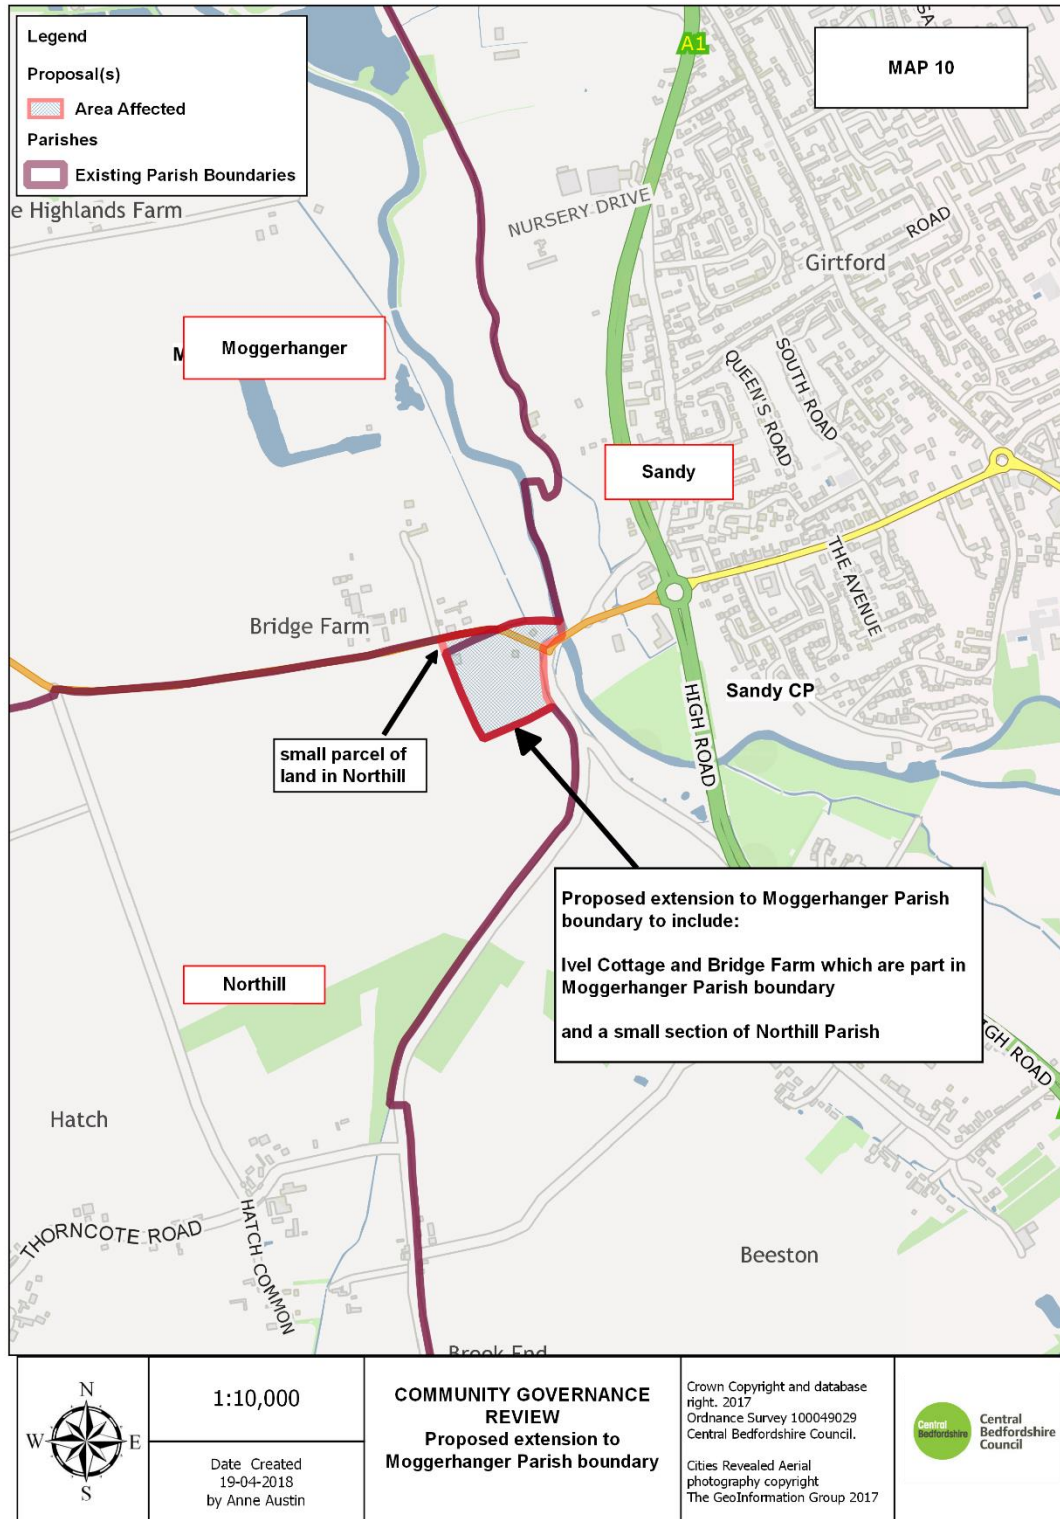 Legend
Proposal(s)
Area Affected
Parishes
Existing Parish Boundaries
MAP 10
A1
SA
e Highlands Farm
NURSERY DRIVE
ROAD
Girtford
M
Moggerhanger
QUEEN'S ROAD
SOUTH ROAD
Sandy
THE AVENUE
Bridge Farm
Sandy CP
HIGH ROAD
small parcel of
land in Northill
Proposed extension to Moggerhanger Parish
boundary to include:
Ivel Cottage and Bridge Farm which are part in
Moggerhanger Parish boundary
and a small section of Northill Parish
Northill
IGH ROAD
Hatch
THORNCOTE ROAD
HATCH COMMON
Beeston
Brook End
N
W
E
S
1:10,000
Date Created
19-04-2018
by Anne Austin
COMMUNITY GOVERNANCE
REVIEW
Proposed extension to
Moggerhanger Parish boundary
Crown Copyright and database
right. 2017
Ordnance Survey 100049029
Central Bedfordshire Council.
Cities Revealed Aerial
photography copyright
The GeoInformation Group 2017
Central
Bedfordshire
Central
Bedfordshire
Council